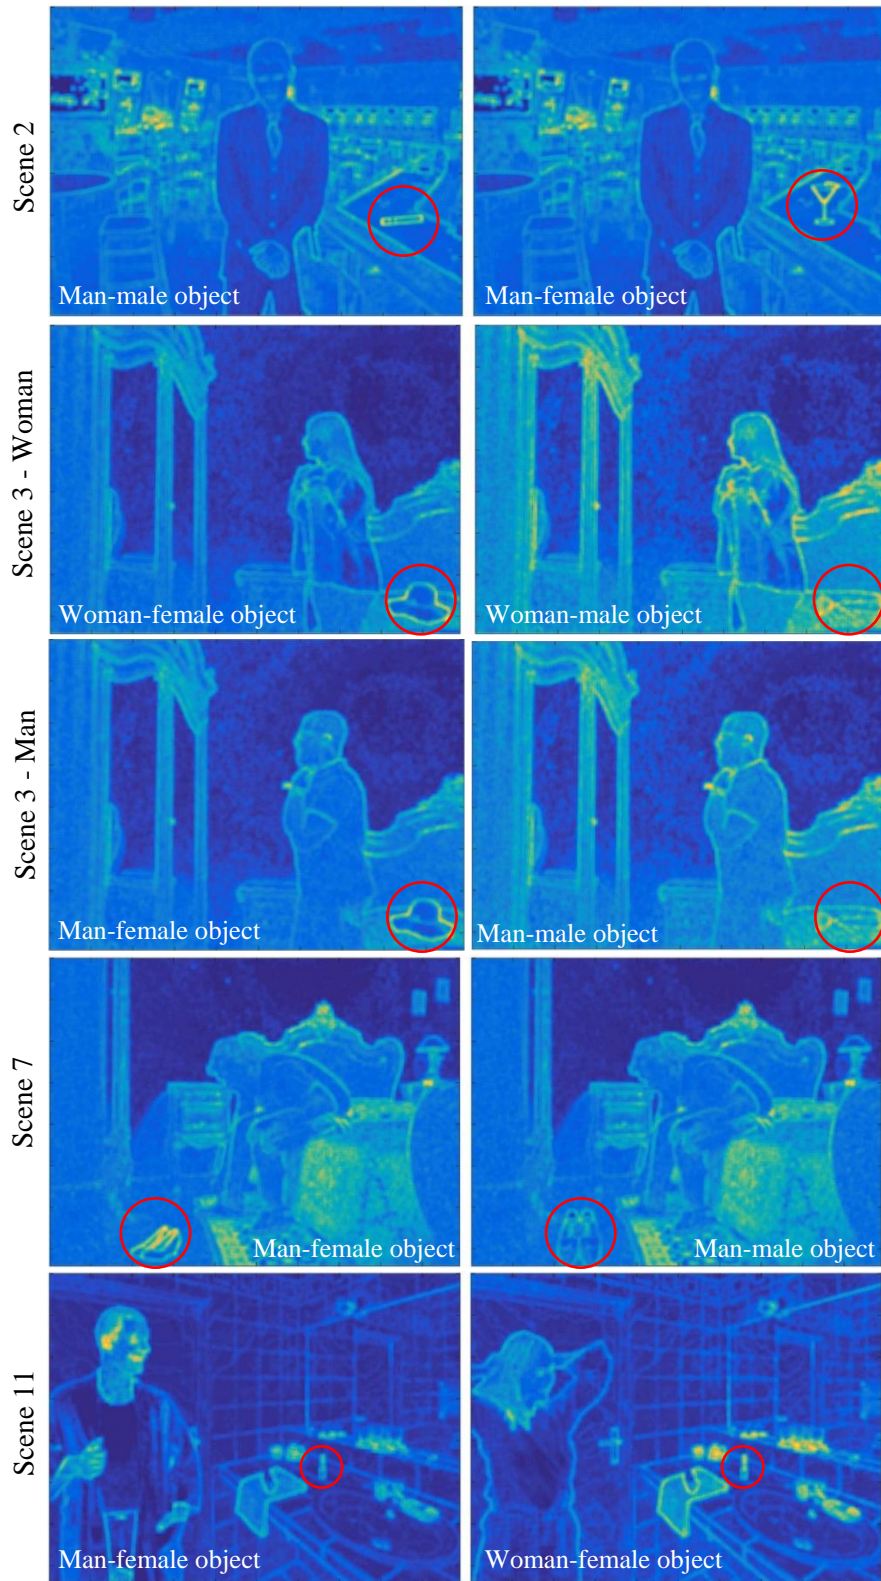 Scene 2
Man-male object
Man-female object
Scene 3 - Woman
Woman-female object
Woman-male object
Scene 3 - Man
Man-female object
Man-male object
Scene 7
Man-female object
Man-male object
Scene 11
Man-female object
Woman-female object